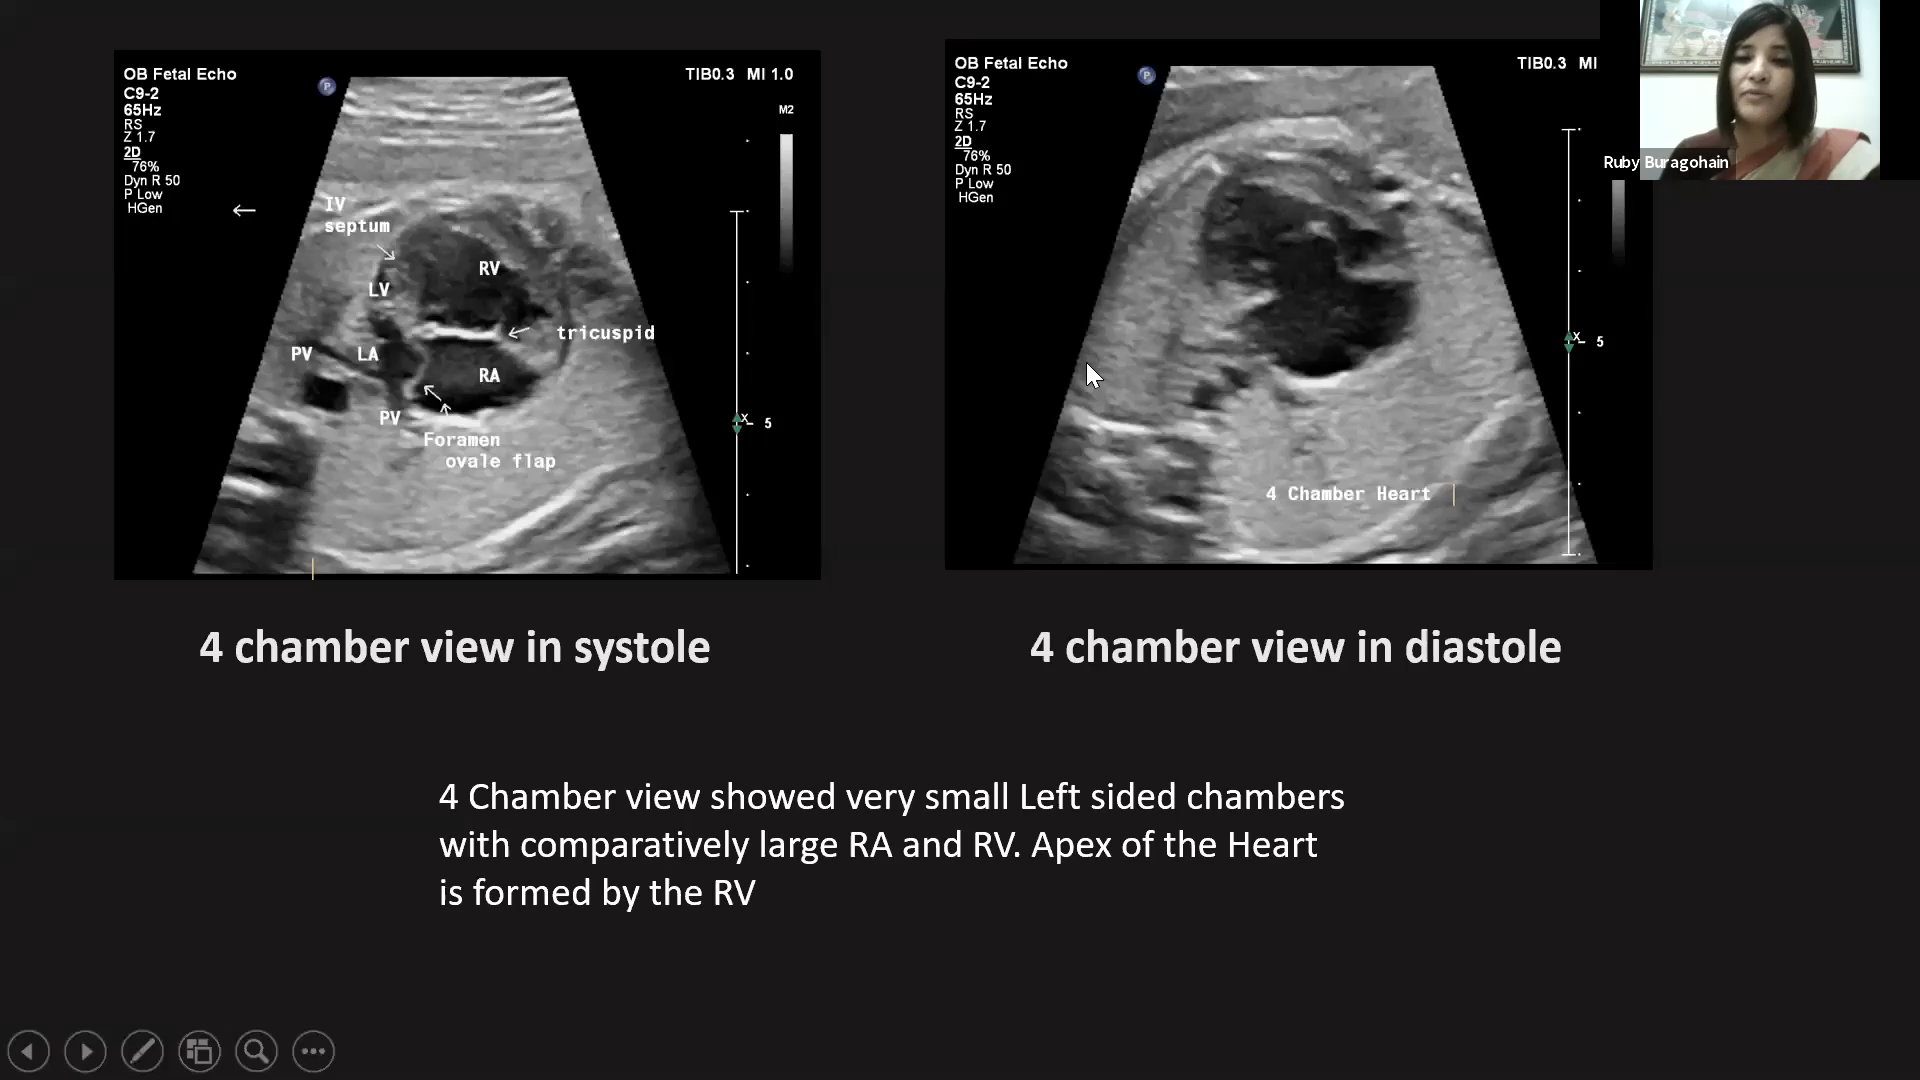 OB Fetal Echo
TIB0.3 MI 1.0
C9-2
65Hz
RS
Z 1.7
2D
76%
Dyn R 50
P Low
HGen
P
M2
IV
septum
RV
LV
tricuspid
PV
LA
RA
PV
Foramen
ovale flap
X
5
OB Fetal Echo
TIB0.3 MI
C9-2
65Hz
RS
Z 1.7
2D
76%
Dyn R 50
P Low
HGen
P
X
5
4 Chamber Heart
Ruby Buragohain
4 chamber view in systole
4 chamber view in diastole
4 Chamber view showed very small Left sided chambers
with comparatively large RA and RV. Apex of the Heart
is formed by the RV